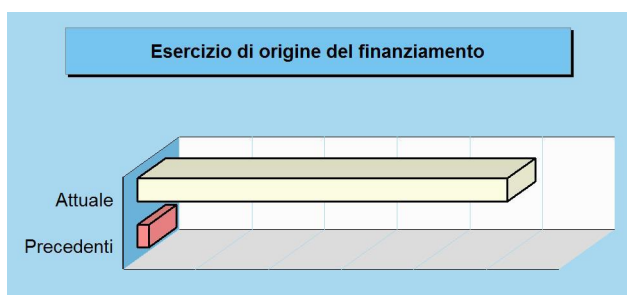 Esercizio di origine del finanziamento
Attuale
Precedenti